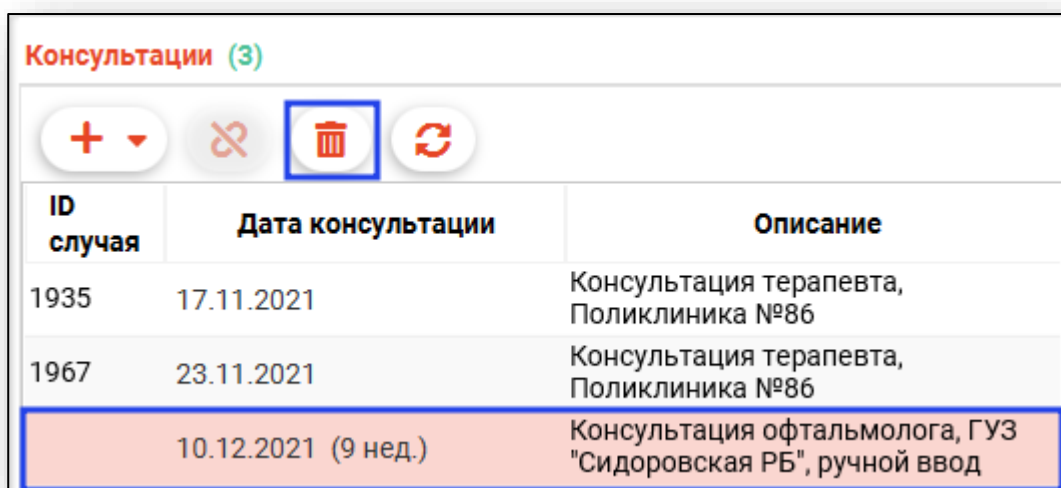 Консультации (3)
ID
случая
Дата консультации
Описание
1935
17.11.2021
Консультация терапевта,
Поликлиника №86
1967
23.11.2021
Консультация терапевта,
Поликлиника №86
10.12.2021 (9 нед.)
Консультация офтальмолога, ГУЗ
"Сидоровская РБ", ручной ввод